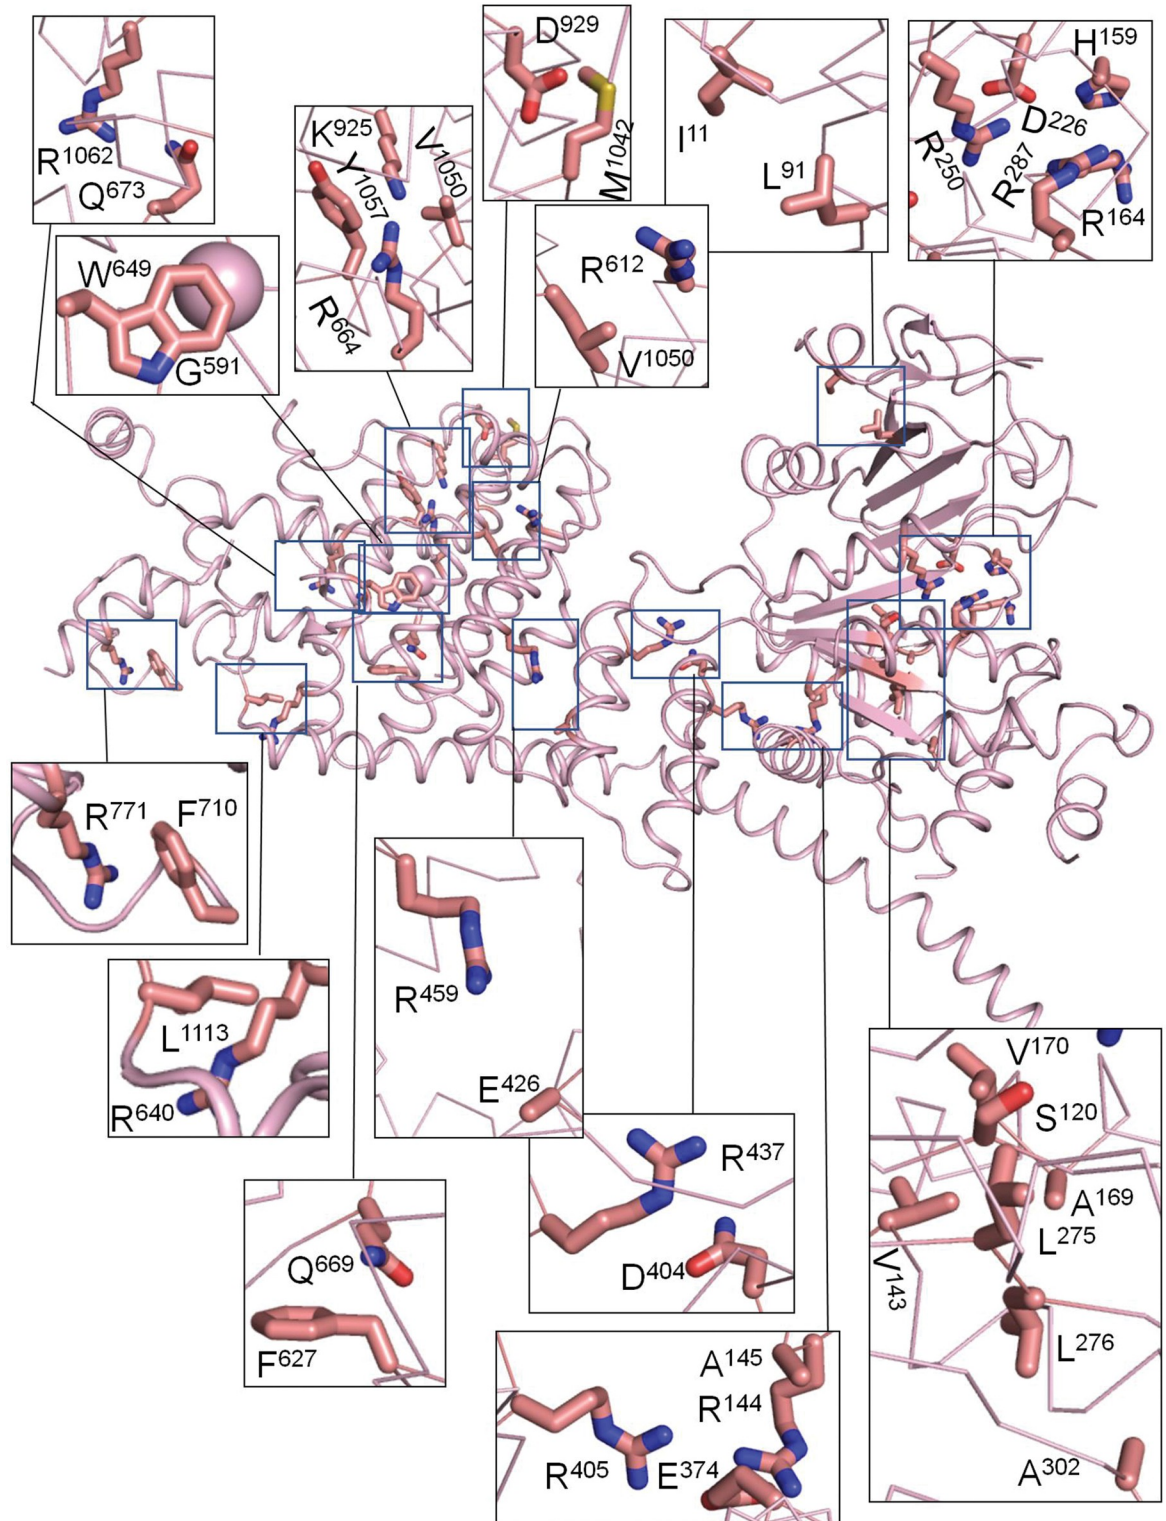 R1062
Q673
W649
G591
K925
V1050
Y1057
R664
D929
M1042
R612
V1050
I11
L91
H159
D226
R250
R287
R164
R771
F710
L1113
R640
R459
E426
Q669
F627
R437
D404
A145
R144
R405
E374
V170
S120
A169
L275
V143
L276
A302